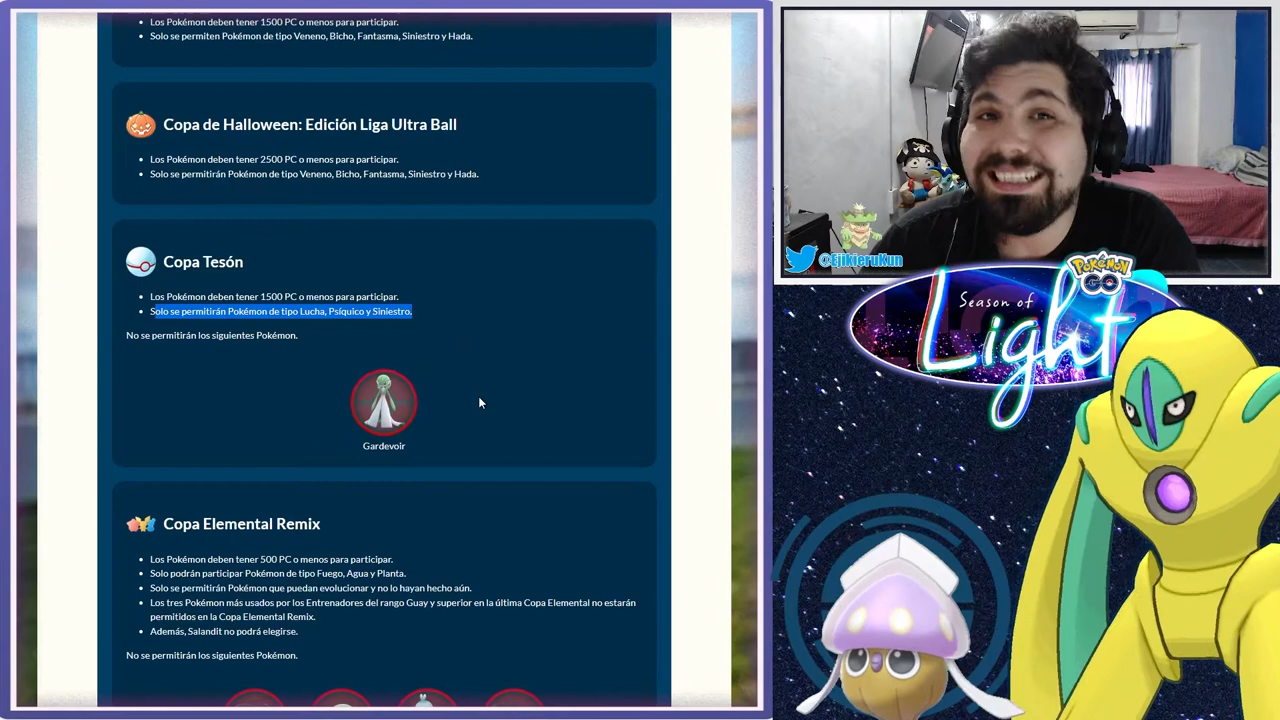 Los Pokémon deben tener 1500 PC o menos para participar.
Solo se permiten Pokémon de tipo Veneno, Bicho, Fantasma, Siniestro y Hada.
Copa de Halloween: Edición Liga Ultra Ball
Los Pokémon deben tener 2500 PC o menos para participar.
Solo se permitirán Pokémon de tipo Veneno, Bicho, Fantasma, Siniestro y Hada.
Copa Tesón
Los Pokémon deben tener 1500 PC o menos para participar.
Solo se permitirán Pokémon de tipo Lucha, Psíquico y Siniestro.
No se permitirán los siguientes Pokémon.
Gardevoir
Copa Elemental Remix
Los Pokémon deben tener 500 PC o menos para participar.
Solo podrán participar Pokémon de tipo Fuego, Agua y Planta.
Solo se permitirán Pokémon que puedan evolucionar y no lo hayan hecho aún.
Los tres Pokémon más usados por los Entrenadores del rango Guay y superior en la última Copa Elemental no estarán
permitidos en la Copa Elemental Remix.
Además, Salandit no podrá elegirse.
No se permitirán los siguientes Pokémon.
@EjikieruKun
POKÉMON
GO
Season of
Light